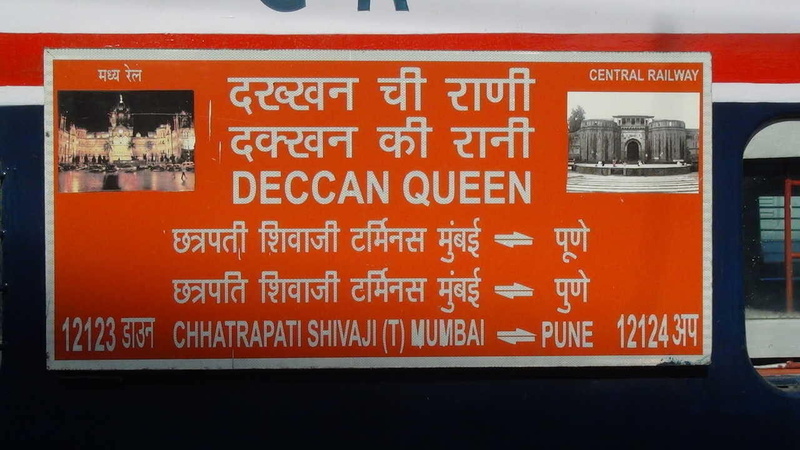 मध्य रेल
CENTRAL RAILWAY
दख्खन ची राणी
दक्खन की रानी
DECCAN QUEEN
छत्रपती शिवाजी टर्मिनस मुंबई ⇌ पूणे
छत्रपति शिवाजी टर्मिनस मुंबई ⇌ पुणे
12123 डाउन CHHATRAPATI SHIVAJI (T) MUMBAI ⇌ PUNE 12124 अप